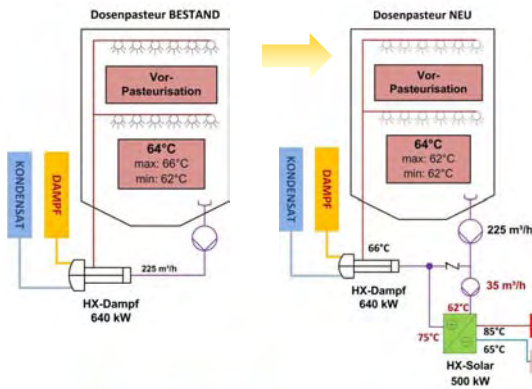 Dosenpasteur BESTAND
Vor-
Pasteurisation
64°C
max: 66°C
min: 62°C
KONDENSAT
DAMPF
225 m³/h
HX-Dampf
640 kW
Dosenpasteur NEU
Vor-
Pasteurisation
64°C
max: 62°C
min: 62°C
KONDENSAT
DAMPF
66°C
225 m³/h
HX-Dampf
640 kW
35 m³/h
62°C
75°C
85°C
65°C
HX-Solar
500 kW